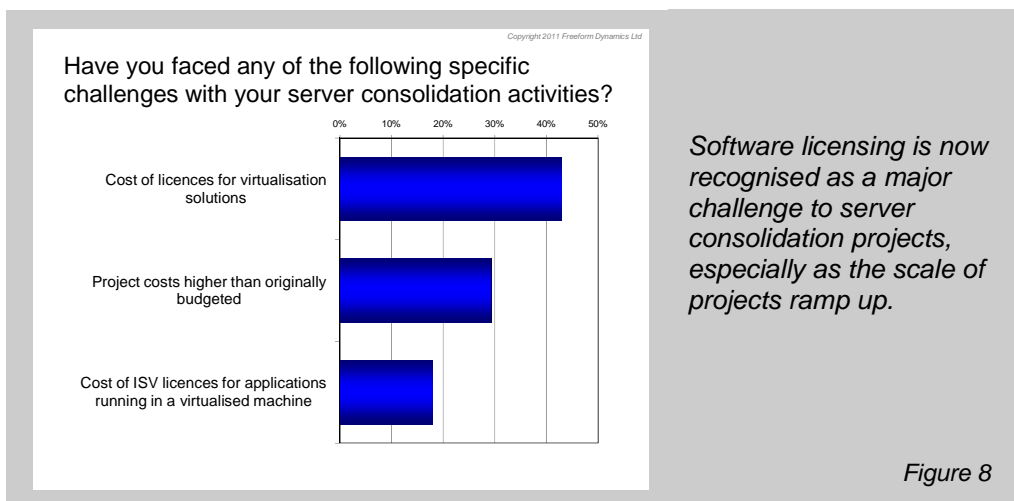 Copyright 2011 Freeform Dynamics Ltd
Have you faced any of the following specific
challenges with your server consolidation activities?
0% 10% 20% 30% 40% 50%
Cost of licences for virtualisation
solutions
Project costs higher than originally
budgeted
Cost of ISV licences for applications
running in a virtualised machine
Software licensing is now
recognised as a major
challenge to server
consolidation projects,
especially as the scale of
projects ramp up.
Figure 8